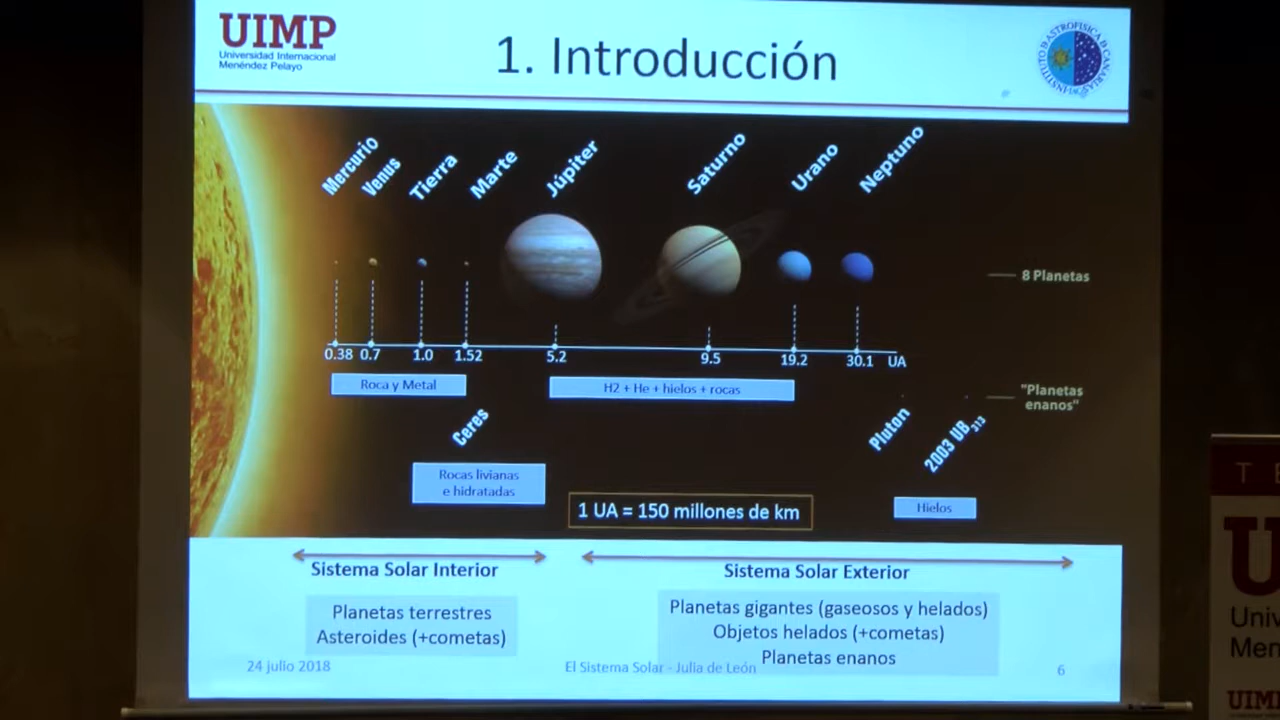 UIMP
Universidad Internacional
Menéndez Pelayo
1. Introducción
INSTITUTO D ASTROFISICA D CANARIAS
Mercurio
Venus
Tierra
Marte
Júpiter
Saturno
Urano
Neptuno
8 Planetas
0.38 0.7 1.0 1.52 5.2 9.5 19.2 30.1 UA
Roca y Metal
H2 + He + hielos + rocas
"Planetas
enanos"
Ceres
Pluton
2003 UB313
Rocas livianas
e hidratadas
1 UA = 150 millones de km
Hielos
Sistema Solar Interior
Sistema Solar Exterior
Planetas terrestres
Asteroides (+cometas)
Planetas gigantes (gaseosos y helados)
Objetos helados (+cometas)
Planetas enanos
24 julio 2018
El Sistema Solar - Julia de León
6
UIMP